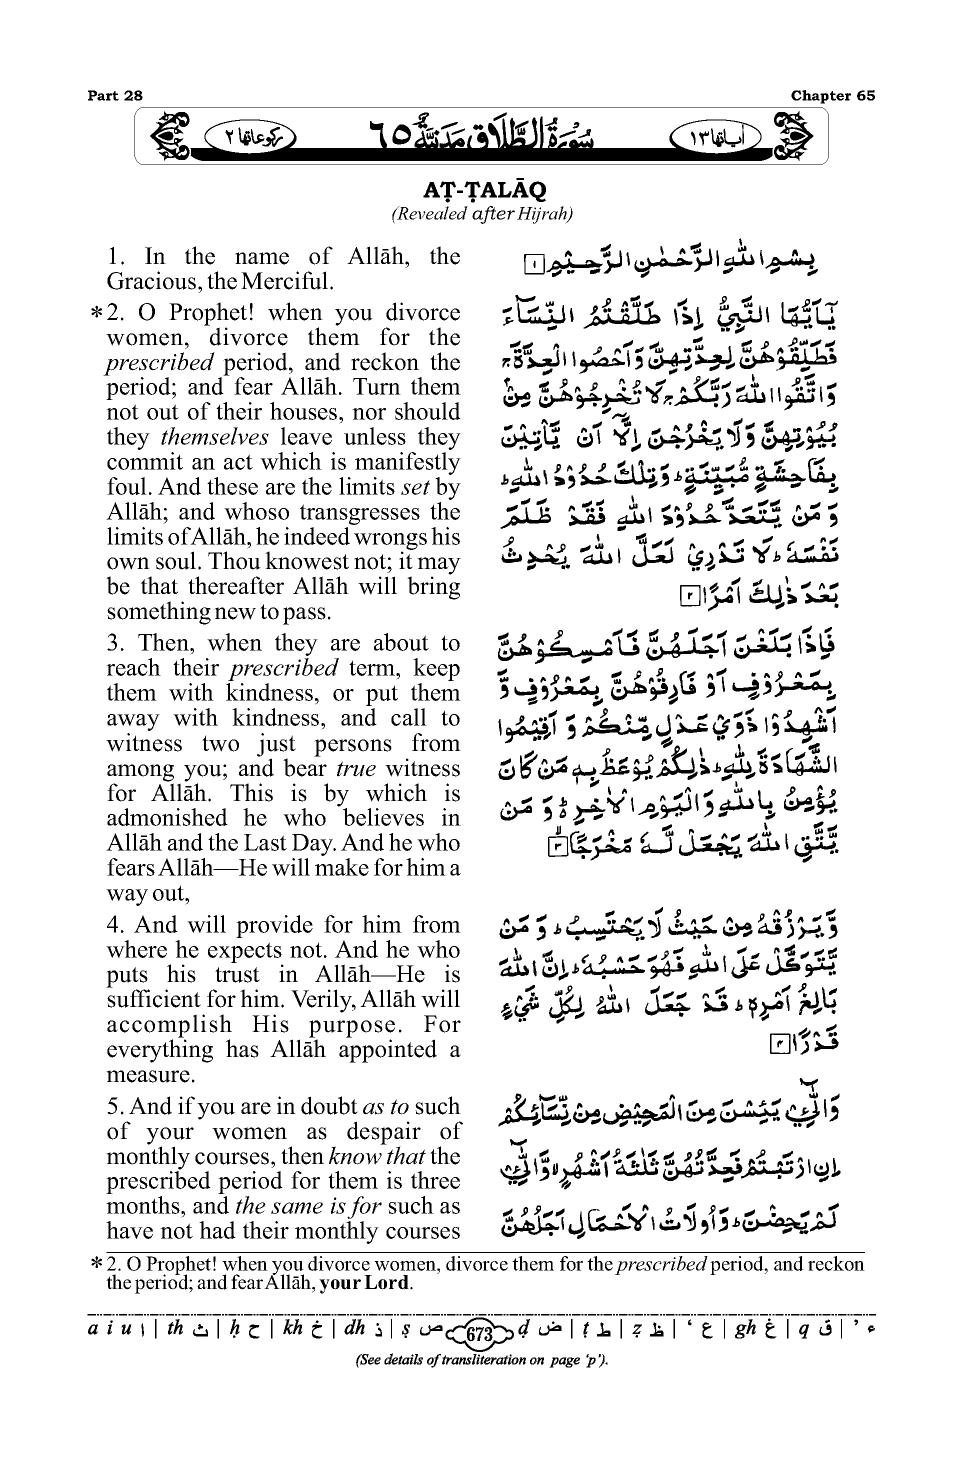 Part 28
Chapter 65
رکوعاتها ٢
سُوْرَةُ الطَّلَاقِ مَدَنِيَّةٌ ٦٥
اٰیاتها ١٣
AṬ-ṬALĀQ
(Revealed after Hijrah)
1. In the name of Allāh, the
Gracious, the Merciful.
*2. O Prophet! when you divorce
women, divorce them for the
prescribed period, and reckon the
period; and fear Allāh. Turn them
not out of their houses, nor should
they themselves leave unless they
commit an act which is manifestly
foul. And these are the limits set by
Allāh; and whoso transgresses the
limits of Allāh, he indeed wrongs his
own soul. Thou knowest not; it may
be that thereafter Allāh will bring
something new to pass.
3. Then, when they are about to
reach their prescribed term, keep
them with kindness, or put them
away with kindness, and call to
witness two just persons from
among you; and bear true witness
for Allāh. This is by which is
admonished he who believes in
Allāh and the Last Day. And he who
fears Allāh—He will make for him a
way out,
4. And will provide for him from
where he expects not. And he who
puts his trust in Allāh—He is
sufficient for him. Verily, Allāh will
accomplish His purpose. For
everything has Allāh appointed a
measure.
5. And if you are in doubt as to such
of your women as despair of
monthly courses, then know that the
prescribed period for them is three
months, and the same is for such as
have not had their monthly courses
بِسْمِ اللّٰهِ الرَّحْمٰنِ الرَّحِيْمِ ١
يٰۤاَيُّهَا النَّبِيُّ اِذَا طَلَّقْتُمُ النِّسَآءَ
فَطَلِّقُوْهُنَّ لِعِدَّتِهِنَّ وَاَحْصُوا الْعِدَّةَ ۚ
وَاتَّقُوا اللّٰهَ رَبَّكُمْ ۚ لَا تُخْرِجُوْهُنَّ مِنْۢ
بُيُوْتِهِنَّ وَلَا يَخْرُجْنَ اِلَّاۤ اَنْ يَّاْتِيْنَ
بِفَاحِشَةٍ مُّبَيِّنَةٍ ؕ وَتِلْكَ حُدُوْدُ اللّٰهِ ؕ
وَ مَنْ يَّتَعَدَّ حُدُوْدَ اللّٰهِ فَقَدْ ظَلَمَ
نَفْسَهٗ ؕ لَا تَدْرِيْ لَعَلَّ اللّٰهَ يُحْدِثُ
بَعْدَ ذٰلِكَ اَمْرًا ٢
فَاِذَا بَلَغْنَ اَجَلَهُنَّ فَاَمْسِكُوْهُنَّ
بِمَعْرُوْفٍ اَوْ فَارِقُوْهُنَّ بِمَعْرُوْفٍ وَّ
اَشْهِدُوْا ذَوَيْ عَدْلٍ مِّنْكُمْ وَ اَقِيْمُوا
الشَّهَادَةَ لِلّٰهِ ؕ ذٰلِكُمْ يُوْعَظُ بِهٖ مَنْ كَانَ
يُؤْمِنُ بِاللّٰهِ وَالْيَوْمِ الْاٰخِرِ ؕ۬ وَ مَنْ
يَّتَّقِ اللّٰهَ يَجْعَلْ لَّهٗ مَخْرَجًا ٣
وَّ يَرْزُقْهُ مِنْ حَيْثُ لَا يَحْتَسِبُ ؕ وَ مَنْ
يَّتَوَكَّلْ عَلَى اللّٰهِ فَهُوَ حَسْبُهٗ ؕ اِنَّ اللّٰهَ
بَالِغُ اَمْرِهٖ ؕ قَدْ جَعَلَ اللّٰهُ لِكُلِّ شَيْءٍ
قَدْرًا ٤
وَالّٰٓـِٔيْ يَئِسْنَ مِنَ الْمَحِيْضِ مِنْ نِّسَآئِكُمْ
اِنِ ارْتَبْتُمْ فَعِدَّتُهُنَّ ثَلٰثَةُ اَشْهُرٍ ۙ وَّالّٰٓـِٔيْ
لَمْ يَحِضْنَ ؕ وَاُولَاتُ الْاَحْمَالِ اَجَلُهُنَّ
*2. O Prophet! when you divorce women, divorce them for the prescribed period, and reckon
the period; and fear Allāh, your Lord.
a i u ا | th ث | ḥ ح | kh خ | dh ذ | ṣ ص 673 ḍ ض | ṭ ط | ẓ ظ | ‘ ع | gh غ | q ق | ’ ء
(See details of transliteration on page ‘p’).